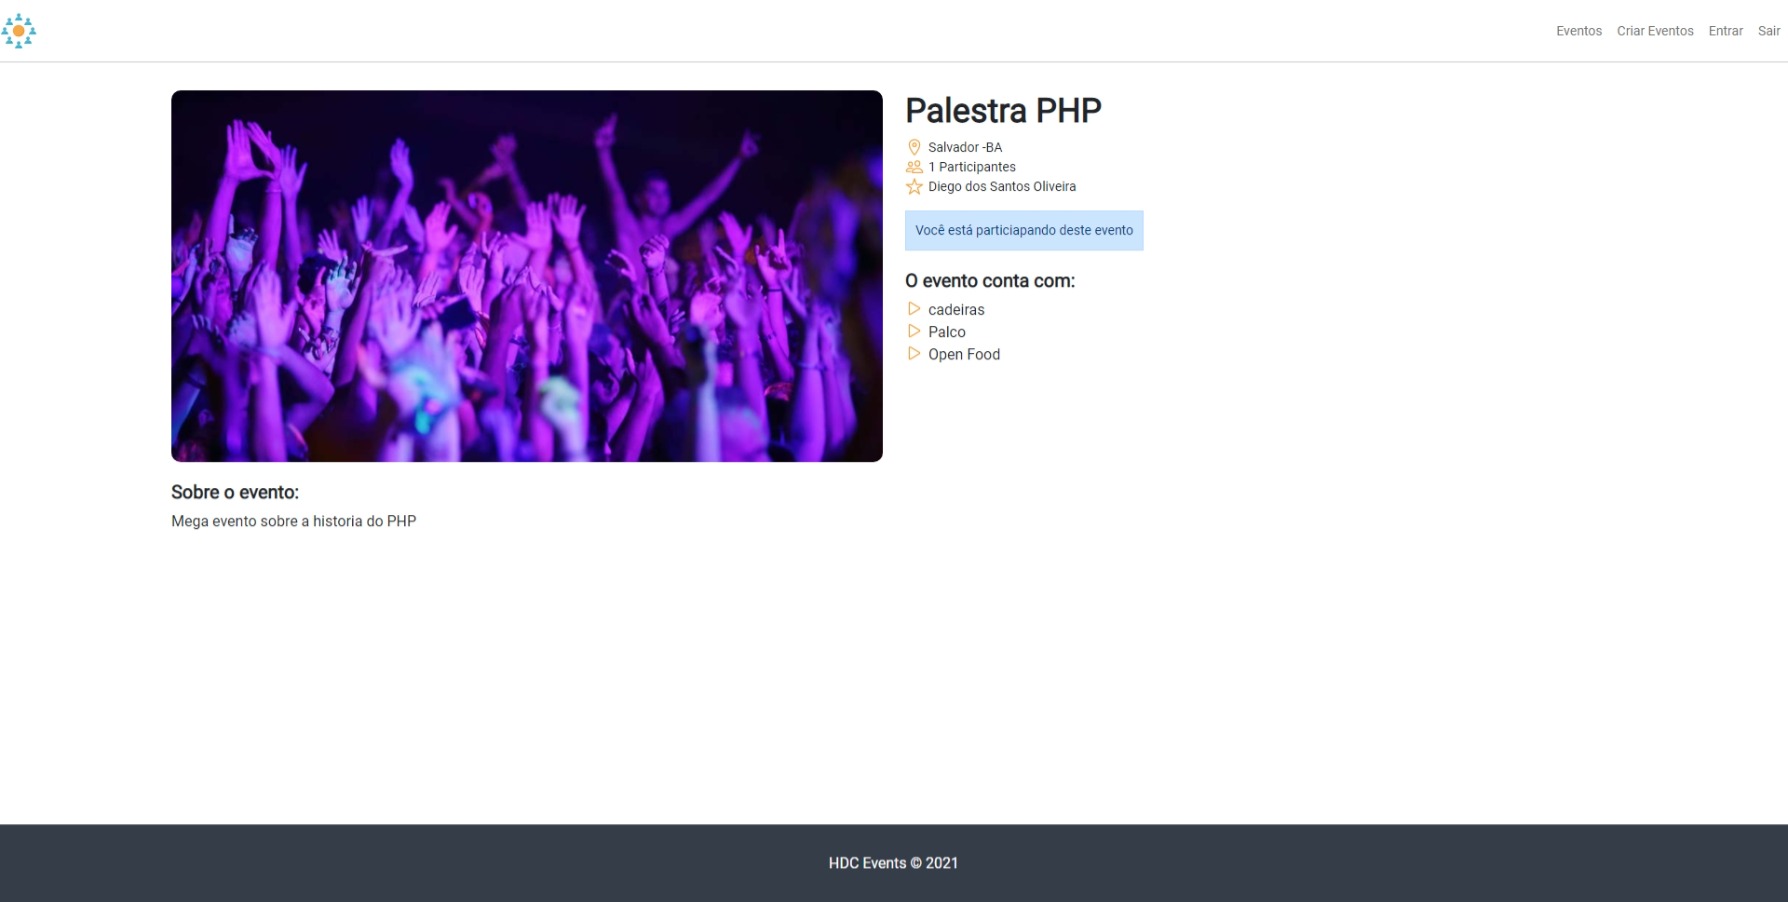 Eventos Criar Eventos Entrar Sair
Palestra PHP
Salvador -BA
1 Participantes
Diego dos Santos Oliveira
Você está particiapando deste evento
O evento conta com:
cadeiras
Palco
Open Food
Sobre o evento:
Mega evento sobre a historia do PHP
HDC Events © 2021